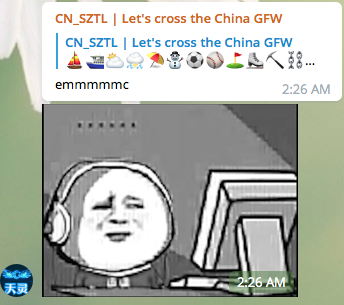 CN_SZTL | Let's cross the China GFW
CN_SZTL | Let's cross the China GFW
⛵🛥⛅⛈⛱☃⚽⚾⛳⛸⛏⛓...
emmmmmc
2:26 AM
......
2:26 AM
天灵